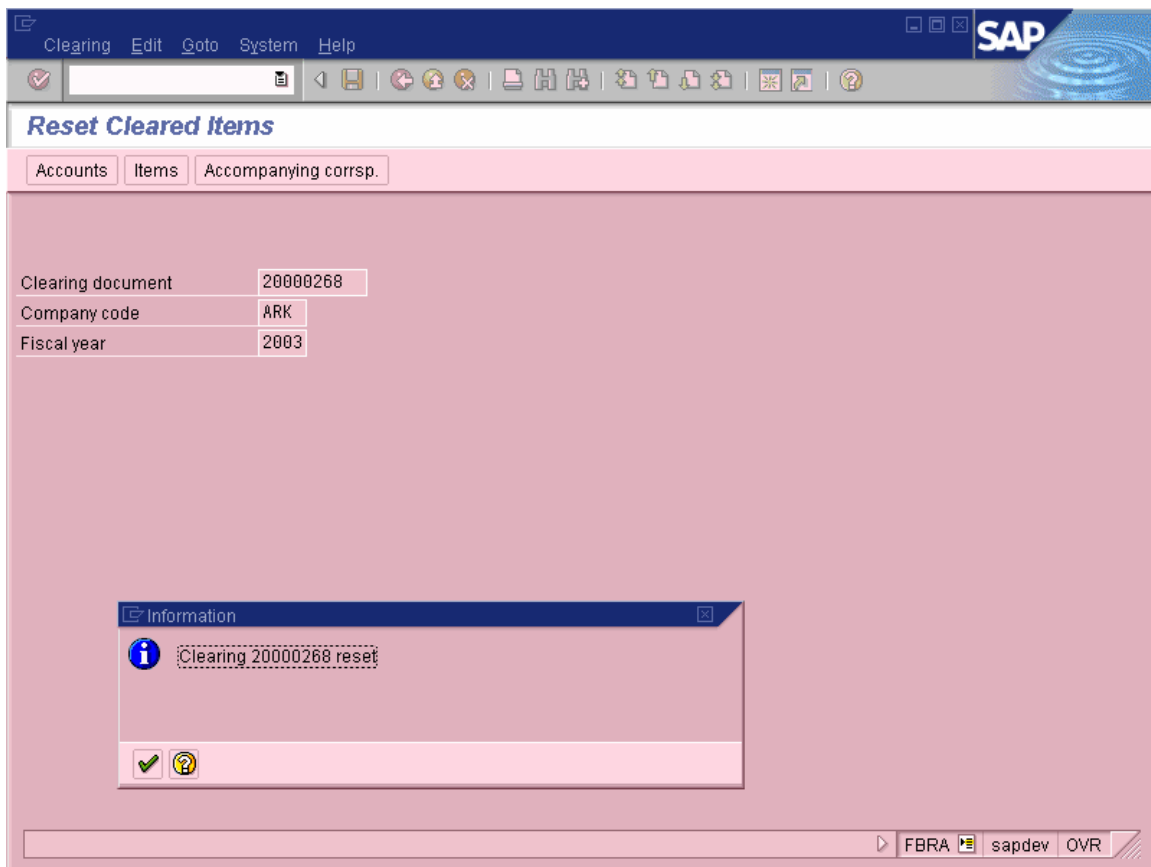 Clearing Edit Goto System Help
SAP
Reset Cleared Items
Accounts Items Accompanying corrsp.
Clearing document 20000268
Company code ARK
Fiscal year 2003
Information
Clearing 20000268 reset
FBRA sapdev OVR